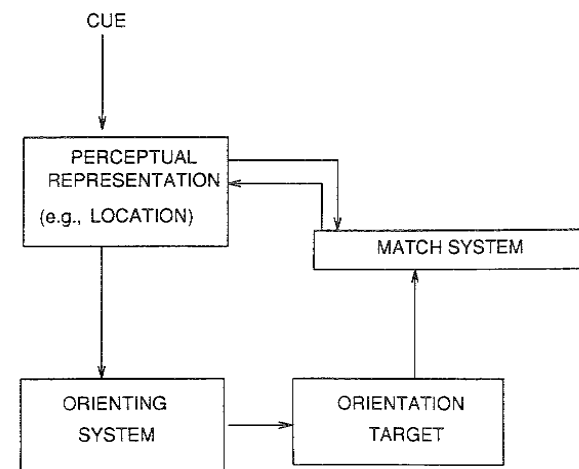 CUE
PERCEPTUAL
REPRESENTATION
(e.g., LOCATION)
MATCH SYSTEM
ORIENTING
SYSTEM
ORIENTATION
TARGET